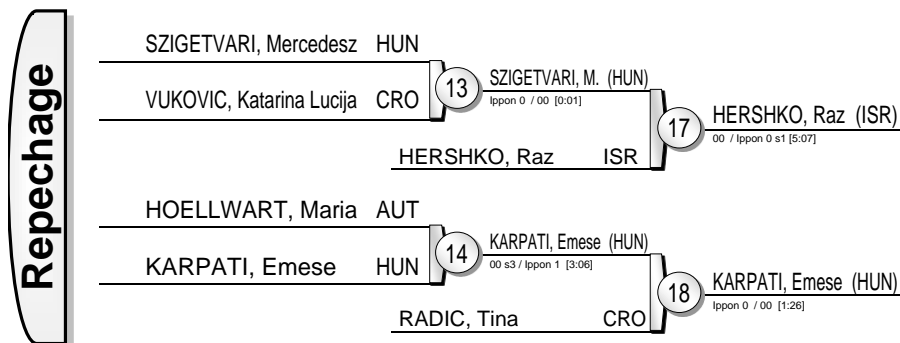 Repechage
SZIGETVARI, Mercedesz HUN
VUKOVIC, Katarina Lucija CRO
13
SZIGETVARI, M. (HUN)
Ippon 0 / 00 [0:01]
HERSHKO, Raz ISR
17
HERSHKO, Raz (ISR)
00 / Ippon 0 s1 [5:07]
HOELLWART, Maria AUT
KARPATI, Emese HUN
14
KARPATI, Emese (HUN)
00 s3 / Ippon 1 [3:06]
RADIC, Tina CRO
18
KARPATI, Emese (HUN)
Ippon 0 / 00 [1:26]